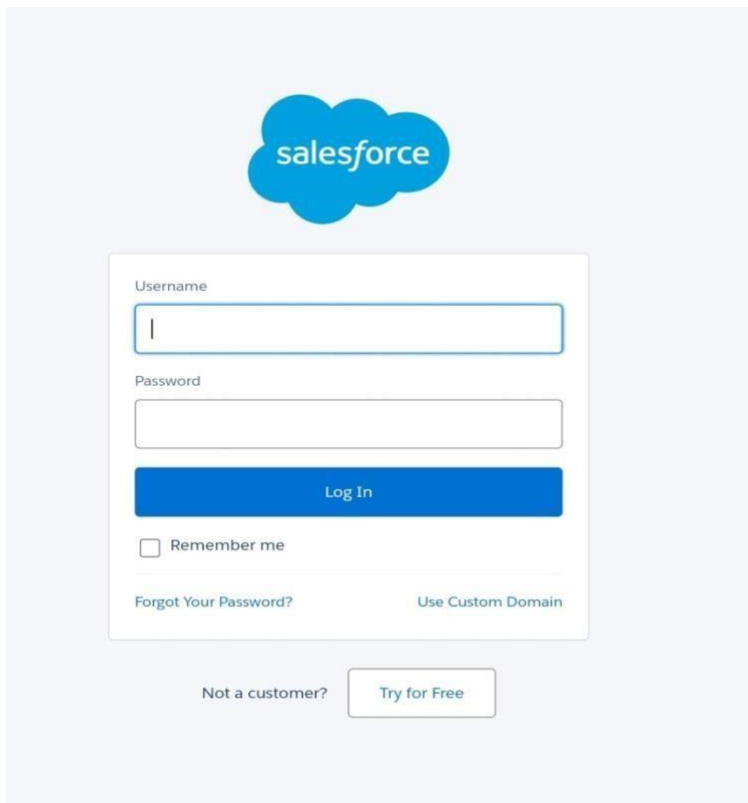 salesforce
Username
Password
Log In
Remember me
Forgot Your Password? Use Custom Domain
Not a customer? Try for Free